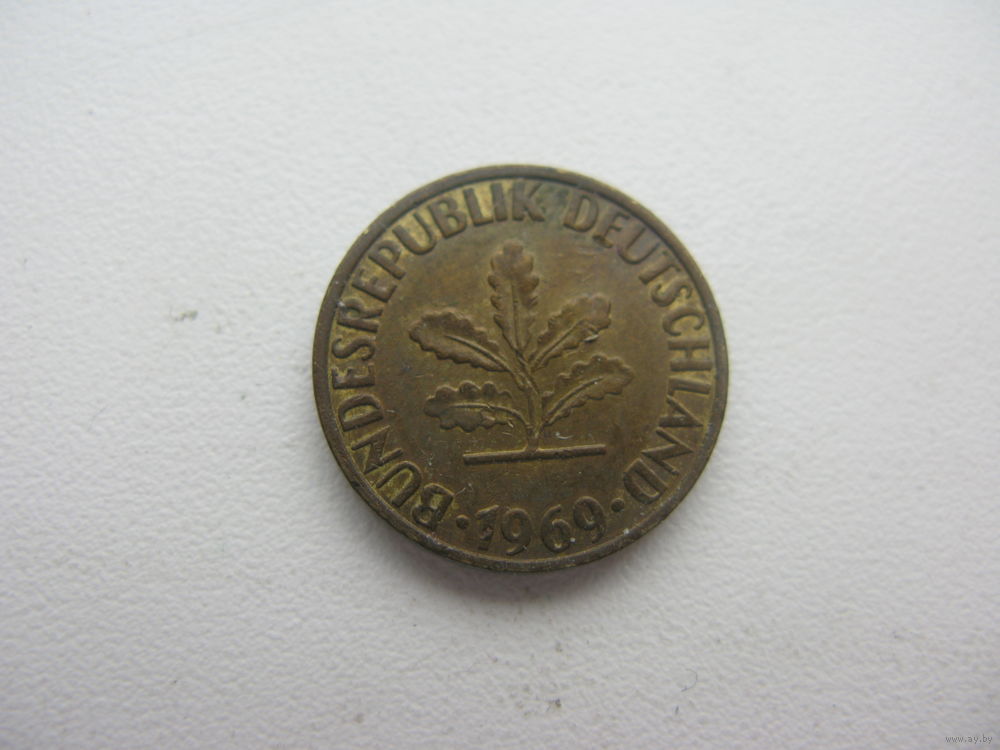 BUNDESREPUBLIK DEUTSCHLAND
· 1969 ·
www.ay.by